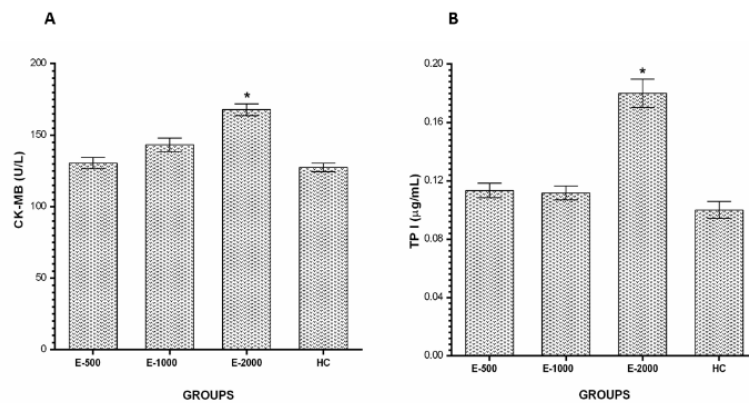 A
CK-MB (U/L)
200
150
100
50
0
*
E-500 E-1000 E-2000 HC
GROUPS
B
TP I (µg/mL)
0.20
0.16
0.12
0.08
0.04
0.00
*
E-500 E-1000 E-2000 HC
GROUPS